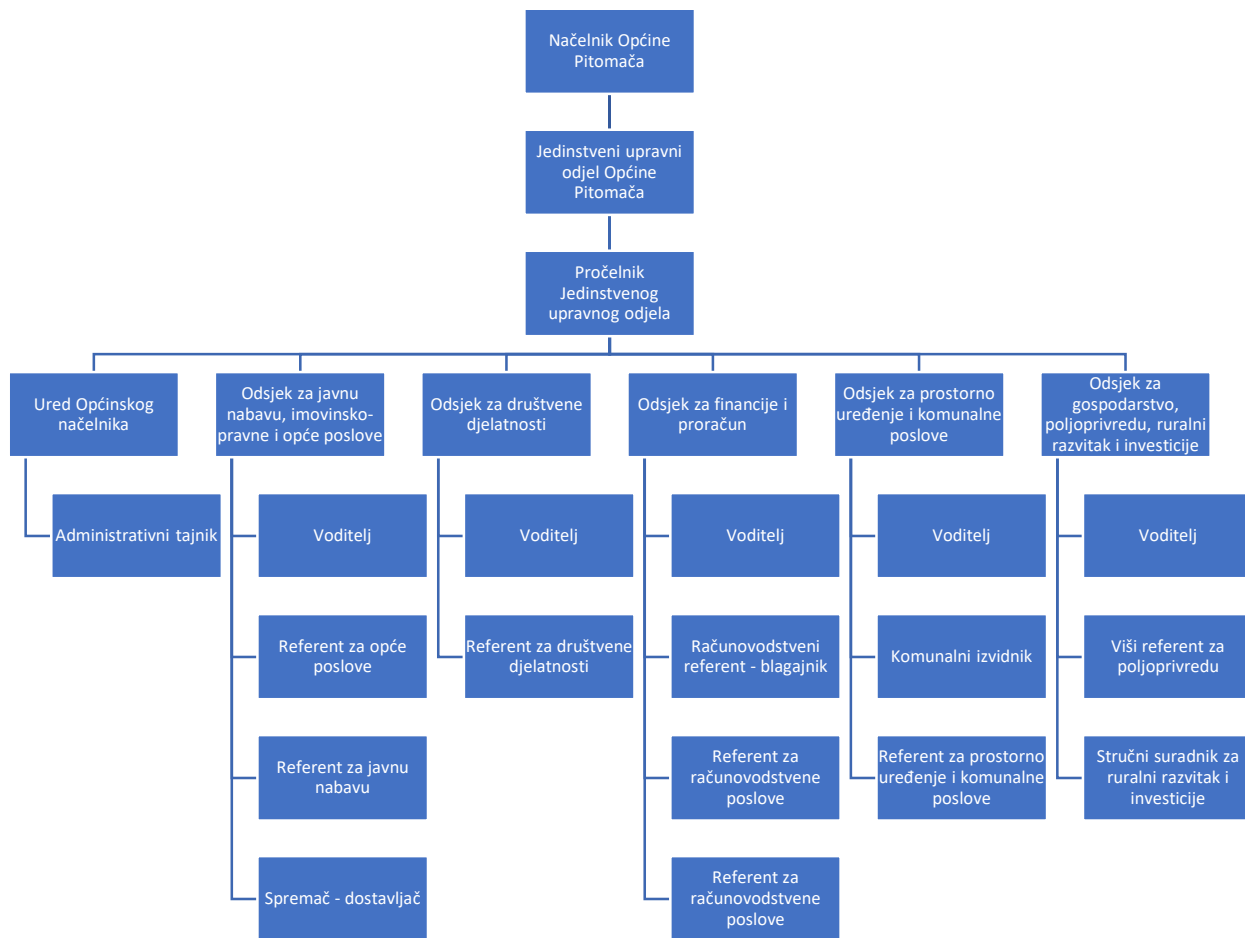 Načelnik Općine
Pitomača
Jedinstveni upravni
odjel Općine
Pitomača
Pročelnik
Jedinstvenog
upravnog odjela
Ured Općinskog
načelnika
Administrativni tajnik
Odsjek za javnu
nabavu, imovinsko-
pravne i opće poslove
Voditelj
Referent za opće
poslove
Referent za javnu
nabavu
Spremač - dostavljač
Odsjek za društvene
djelatnosti
Voditelj
Referent za društvene
djelatnosti
Odsjek za financije i
proračun
Voditelj
Računovodstveni
referent - blagajnik
Referent za
računovodstvene
poslove
Referent za
računovodstvene
poslove
Odsjek za prostorno
uređenje i komunalne
poslove
Voditelj
Komunalni izvidnik
Referent za prostorno
uređenje i komunalne
poslove
Odsjek za
gospodarstvo,
poljoprivredu, ruralni
razvitak i investicije
Voditelj
Viši referent za
poljoprivredu
Stručni suradnik za
ruralni razvitak i
investicije